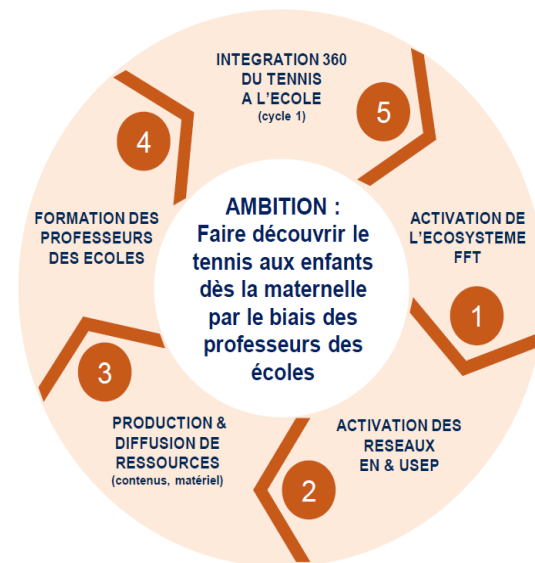 INTEGRATION 360
DU TENNIS
A L’ECOLE
(cycle 1)
5
4
AMBITION :
Faire découvrir le
tennis aux enfants
dès la maternelle
par le biais des
professeurs des
écoles
FORMATION DES
PROFESSEURS
DES ECOLES
ACTIVATION DE
L’ECOSYSTEME
FFT
1
3
PRODUCTION &
DIFFUSION DE
RESSOURCES
(contenus, matériel)
ACTIVATION DES
RESEAUX
EN & USEP
2